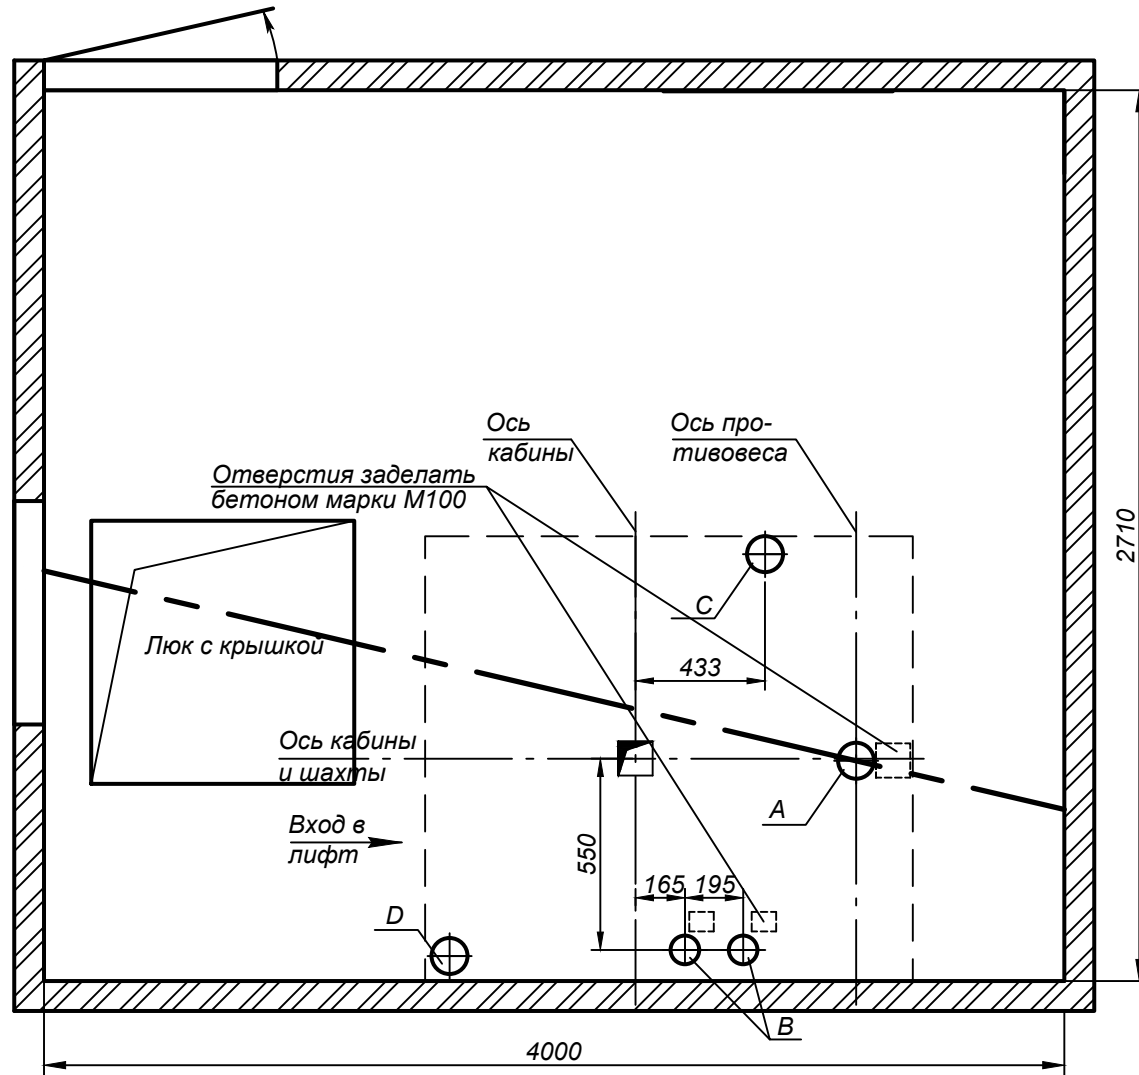 Ось
кабины
Ось про-
тивовеса
Отверстия заделать
бетоном марки М100
2710
C
Люк с крышкой
433
Ось кабины
и шахты
A
Вход в
лифт
550
165
195
D
B
4000